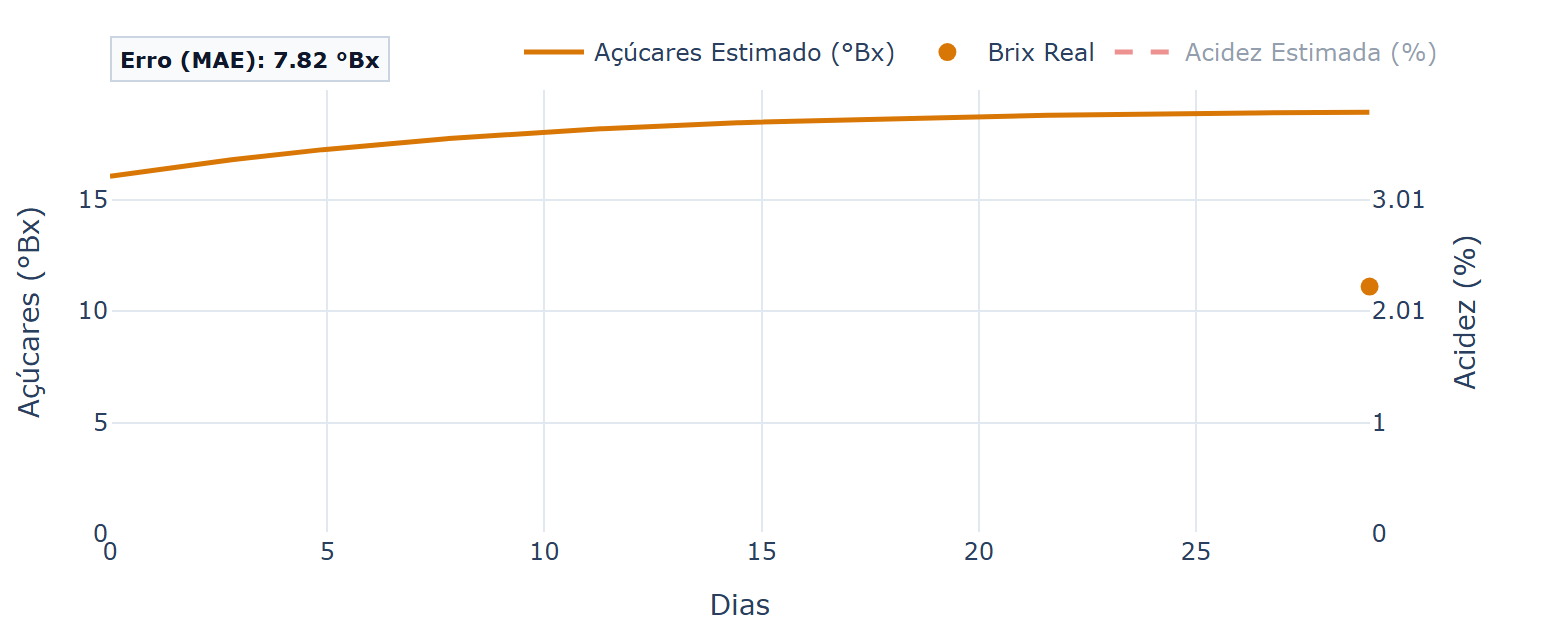 Erro (MAE): 7.82 ºBx
Açúcares Estimado (°Bx)
Brix Real
Acidez Estimada (%)
Açúcares (°Bx)
15
10
5
0
3.01
2.01
1
0
Acidez (%)
0
5
10
15
20
25
Dias